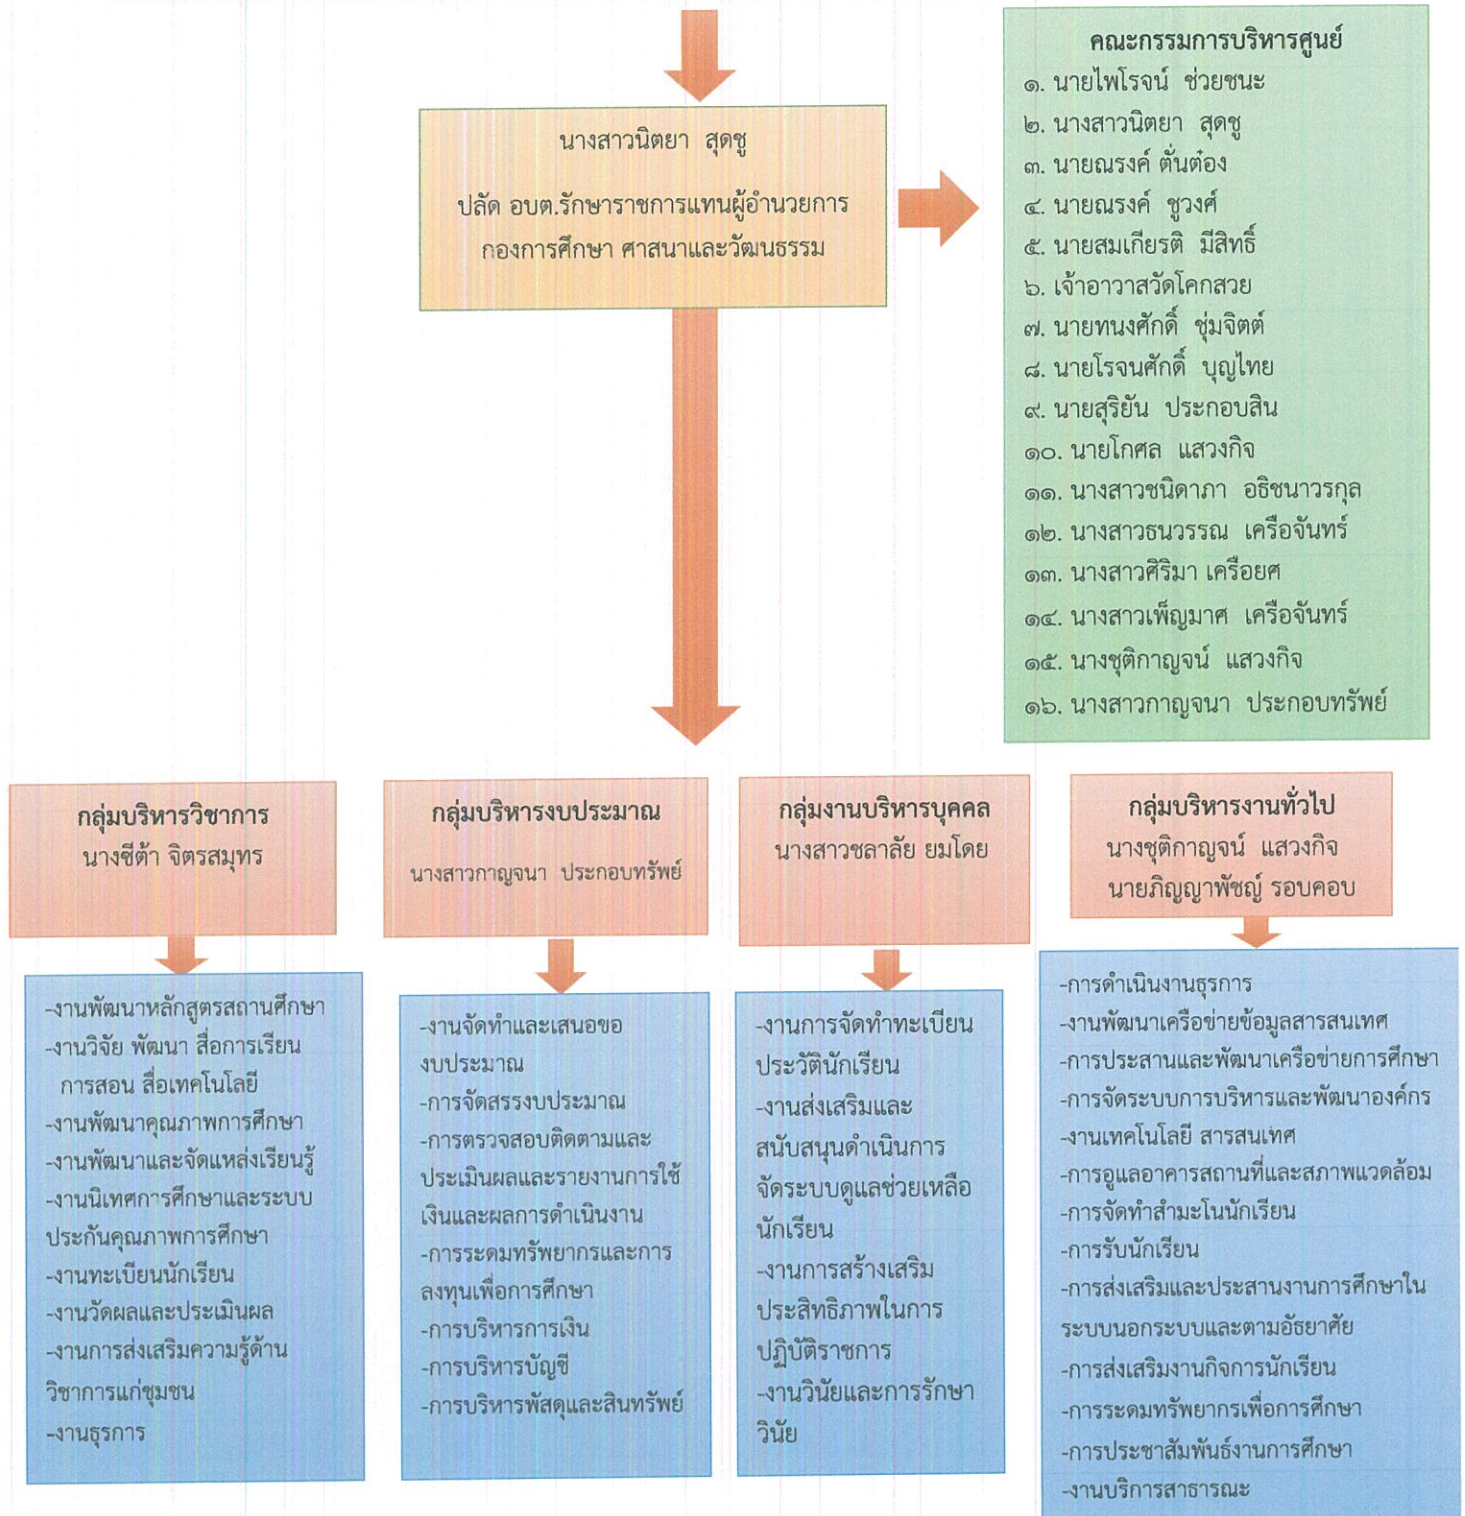 นางสาวนิตยา สุดชู
ปลัด อบต.รักษาราชการแทนผู้อำนวยการ
กองการศึกษา ศาสนาและวัฒนธรรม
คณะกรรมการบริหารศูนย์
๑. นายไพโรจน์ ช่วยชนะ
๒. นางสาวนิตยา สุดชู
๓. นายณรงค์ ตั่นต๋อง
๔. นายณรงค์ ชูวงศ์
๕. นายสมเกียรติ มีสิทธิ์
๖. เจ้าอาวาสวัดโคกสวย
๗. นายทนงศักดิ์ ชุ่มจิตต์
๘. นายโรจนศักดิ์ บุญไทย
๙. นายสุริยัน ประกอบสิน
๑๐. นายโกศล แสวงกิจ
๑๑. นางสาวชนิดาภา อธิชนาวรกุล
๑๒. นางสาวธนวรรณ เครือจันทร์
๑๓. นางสาวศิริมา เครือยศ
๑๔. นางสาวเพ็ญมาศ เครือจันทร์
๑๕. นางชุติกาญจน์ แสวงกิจ
๑๖. นางสาวกาญจนา ประกอบทรัพย์
กลุ่มบริหารวิชาการ
นางซีต้า จิตรสมุทร
-งานพัฒนาหลักสูตรสถานศึกษา
-งานวิจัย พัฒนา สื่อการเรียน
การสอน สื่อเทคโนโลยี
-งานพัฒนาคุณภาพการศึกษา
-งานพัฒนาและจัดแหล่งเรียนรู้
-งานนิเทศการศึกษาและระบบ
ประกันคุณภาพการศึกษา
-งานทะเบียนนักเรียน
-งานวัดผลและประเมินผล
-งานการส่งเสริมความรู้ด้าน
วิชาการแก่ชุมชน
-งานธุรการ
กลุ่มบริหารงบประมาณ
นางสาวกาญจนา ประกอบทรัพย์
-งานจัดทำและเสนอขอ
งบประมาณ
-การจัดสรรงบประมาณ
-การตรวจสอบติดตามและ
ประเมินผลและรายงานการใช้
เงินและผลการดำเนินงาน
-การระดมทรัพยากรและการ
ลงทุนเพื่อการศึกษา
-การบริหารการเงิน
-การบริหารบัญชี
-การบริหารพัสดุและสินทรัพย์
กลุ่มงานบริหารบุคคล
นางสาวชลาลัย ยมโดย
-งานการจัดทำทะเบียน
ประวัตินักเรียน
-งานส่งเสริมและ
สนับสนุนดำเนินการ
จัดระบบดูแลช่วยเหลือ
นักเรียน
-งานการสร้างเสริม
ประสิทธิภาพในการ
ปฏิบัติราชการ
-งานวินัยและการรักษา
วินัย
กลุ่มบริหารงานทั่วไป
นางชุติกาญจน์ แสวงกิจ
นายภิญญาพัชญ์ รอบคอบ
-การดำเนินงานธุรการ
-งานพัฒนาเครือข่ายข้อมูลสารสนเทศ
-การประสานและพัฒนาเครือข่ายการศึกษา
-การจัดระบบการบริหารและพัฒนาองค์กร
-งานเทคโนโลยี สารสนเทศ
-การอูแลอาคารสถานที่และสภาพแวดล้อม
-การจัดทำสำมะโนนักเรียน
-การรับนักเรียน
-การส่งเสริมและประสานงานการศึกษาใน
ระบบนอกระบบและตามอัธยาศัย
-การส่งเสริมงานกิจการนักเรียน
-การระดมทรัพยากรเพื่อการศึกษา
-การประชาสัมพันธ์งานการศึกษา
-งานบริการสาธารณะ